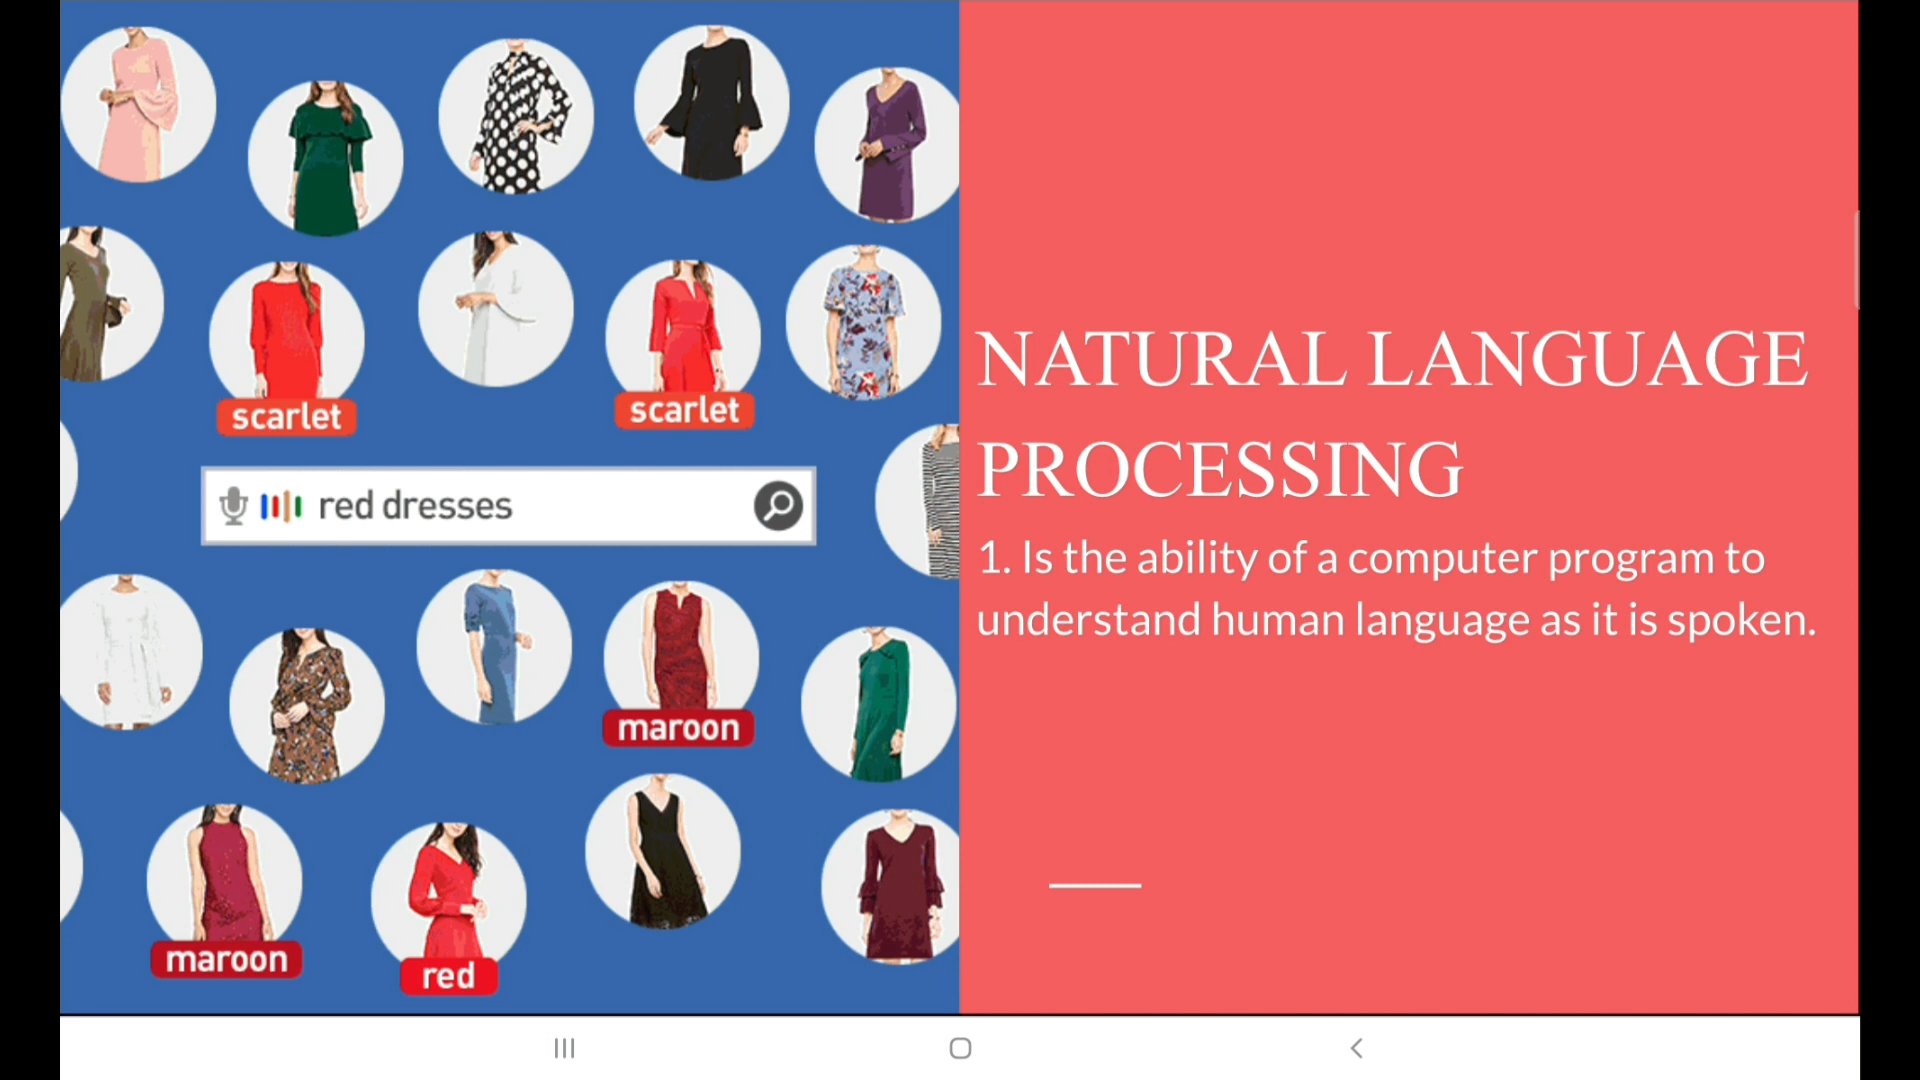 scarlet
scarlet
red dresses
maroon
maroon
red
NATURAL LANGUAGE
PROCESSING
1. Is the ability of a computer program to
understand human language as it is spoken.